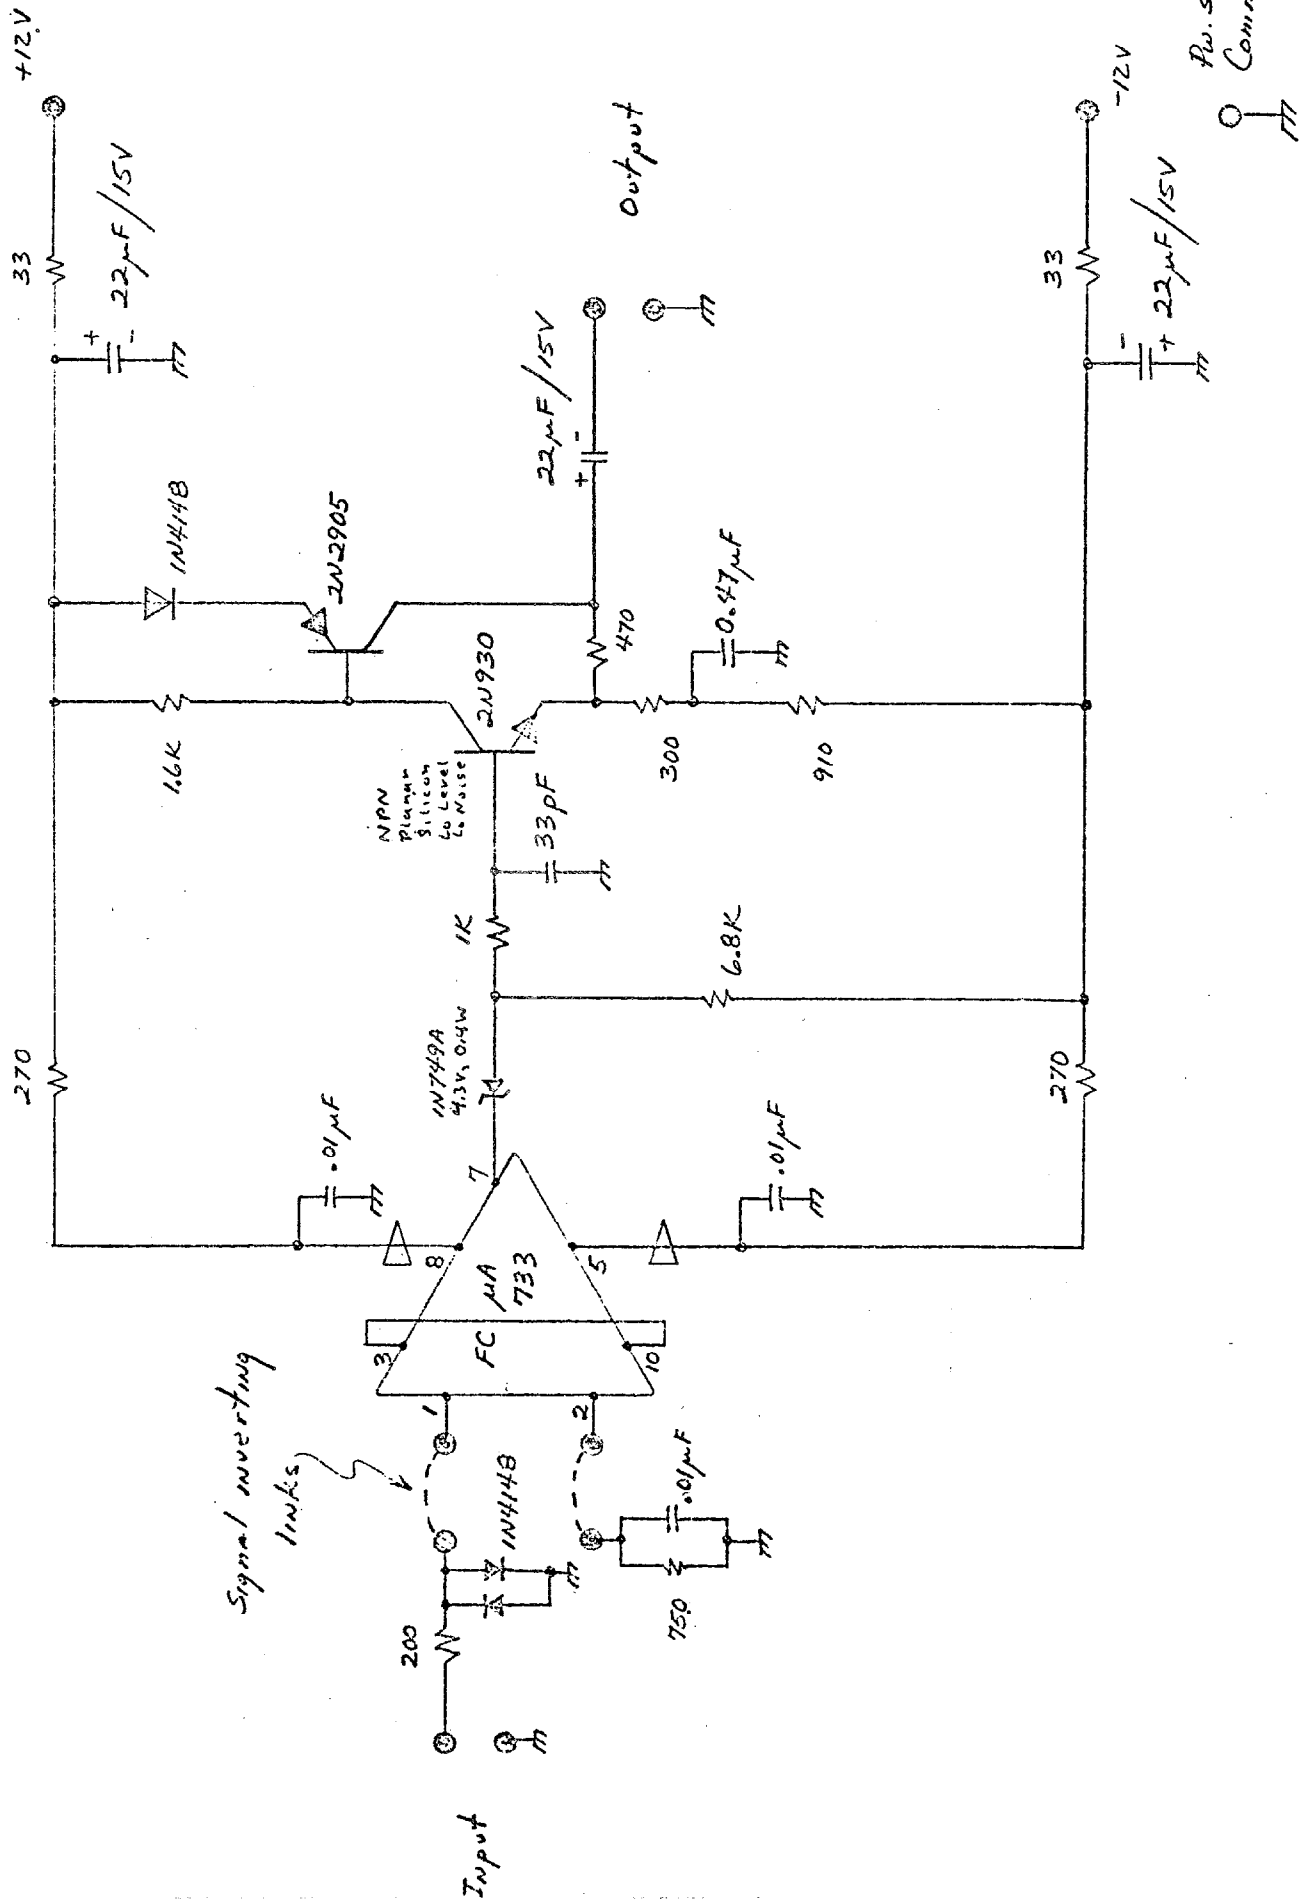 +12V
33
22µF/15V
+
-
270
1N4148
2N2905
1.6K
2N930
NPN
Planar
Silicon
Lo Level
Lo Noise
22µF/15V
+
-
Output
470
0.47µF
300
910
33pF
1K
1N749A
4.3V, 0.4W
6.8K
.01µF
8
7
µA
733
FC
3
10
5
1
2
.01µF
270
Signal inverting
links
1N4148
200
750
.01µF
Input
33
-12V
-
+
22µF/15V
Pw. S
Comm